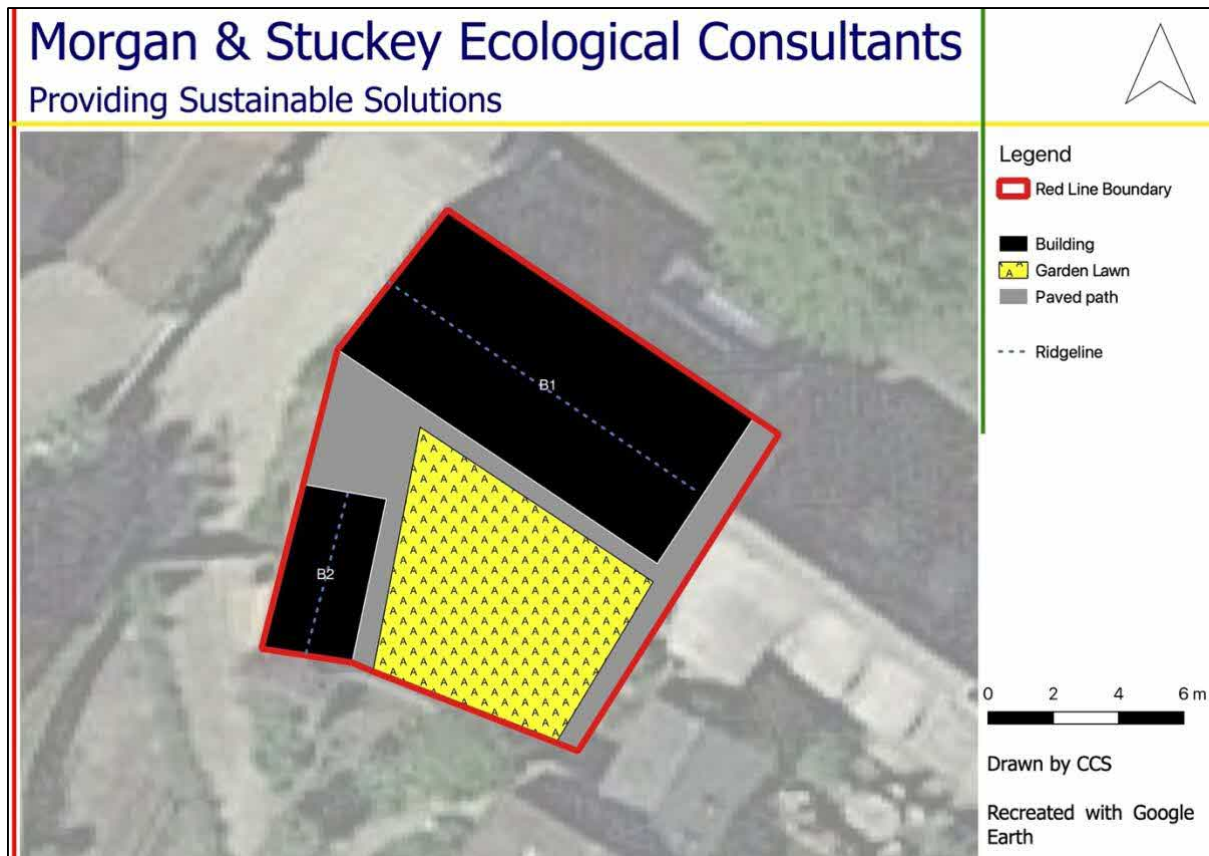 Morgan & Stuckey Ecological Consultants
Providing Sustainable Solutions
Legend
Red Line Boundary
Building
A
Garden Lawn
Paved path
Ridgeline
B1
B2
0 2 4 6 m
Drawn by CCS
Recreated with Google
Earth